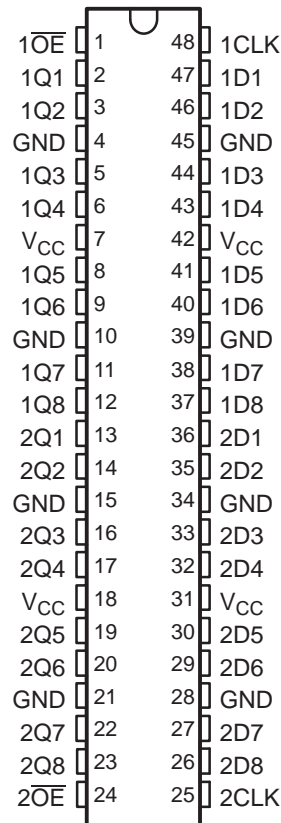 1O̅E̅ 1 48 1CLK
1Q1 2 47 1D1
1Q2 3 46 1D2
GND 4 45 GND
1Q3 5 44 1D3
1Q4 6 43 1D4
VCC 7 42 VCC
1Q5 8 41 1D5
1Q6 9 40 1D6
GND 10 39 GND
1Q7 11 38 1D7
1Q8 12 37 1D8
2Q1 13 36 2D1
2Q2 14 35 2D2
GND 15 34 GND
2Q3 16 33 2D3
2Q4 17 32 2D4
VCC 18 31 VCC
2Q5 19 30 2D5
2Q6 20 29 2D6
GND 21 28 GND
2Q7 22 27 2D7
2Q8 23 26 2D8
2O̅E̅ 24 25 2CLK